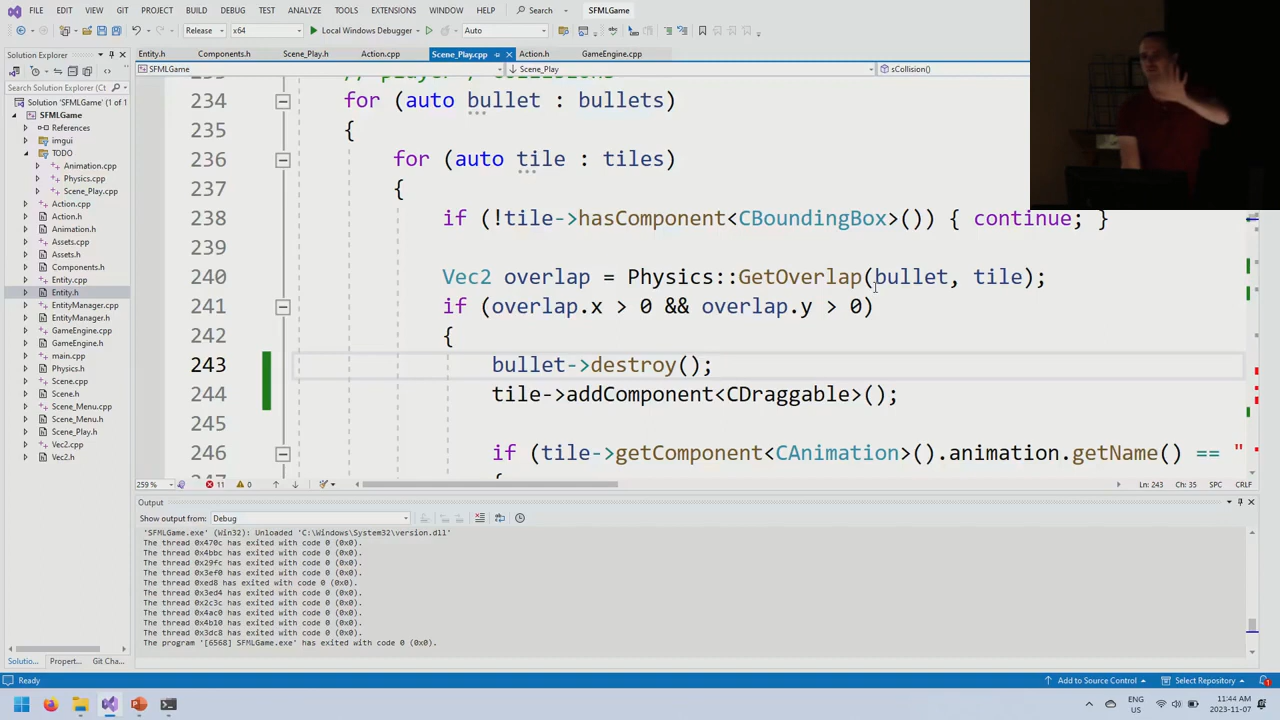 FILE EDIT VIEW GIT PROJECT BUILD DEBUG TEST ANALYZE TOOLS EXTENSIONS WINDOW HELP Search SFMLGame
Release x64 Local Windows Debugger Auto
Solution Explorer
Entity.h Components.h Scene_Play.h Action.cpp Scene_Play.cpp Action.h GameEngine.cpp
SFMLGame Scene_Play sCollision()
Search Solution Explorer (Ctrl+;)
Solution 'SFMLGame' (1 of 1
SFMLGame
References
imgui
TODO
Animation.cpp
Physics.cpp
Scene_Play.cpp
Action.cpp
Action.h
Animation.h
Assets.cpp
Assets.h
Components.h
Entity.cpp
Entity.h
EntityManager.cpp
EntityManager.h
GameEngine.cpp
GameEngine.h
main.cpp
Physics.h
Scene.cpp
Scene.h
Scene_Menu.cpp
Scene_Menu.h
Scene_Play.h
Vec2.cpp
Vec2.h
234 for (auto bullet : bullets)
235 {
236 for (auto tile : tiles)
237 {
238 if (!tile->hasComponent<CBoundingBox>()) { continue; }
239
240 Vec2 overlap = Physics::GetOverlap(bullet, tile);
241 if (overlap.x > 0 && overlap.y > 0)
242 {
243 bullet->destroy();
244 tile->addComponent<CDraggable>();
245
246 if (tile->getComponent<CAnimation>().animation.getName() == "
259 % 11 0 Ln: 243 Ch: 35 SPC CRLF
Output
Show output from: Debug
'SFMLGame.exe' (Win32): Unloaded 'C:\Windows\System32\version.dll'
The thread 0x470c has exited with code 0 (0x0).
The thread 0x4bbc has exited with code 0 (0x0).
The thread 0x29fc has exited with code 0 (0x0).
The thread 0x3ef0 has exited with code 0 (0x0).
The thread 0xed8 has exited with code 0 (0x0).
The thread 0x3ed4 has exited with code 0 (0x0).
The thread 0x2c3c has exited with code 0 (0x0).
The thread 0x4ac0 has exited with code 0 (0x0).
The thread 0x4b10 has exited with code 0 (0x0).
The thread 0x3dc8 has exited with code 0 (0x0).
The program '[6568] SFMLGame.exe' has exited with code 0 (0x0).
Solutio... Propert... Git Cha...
Ready Add to Source Control Select Repository
ENG US 11:44 AM 2023-11-07